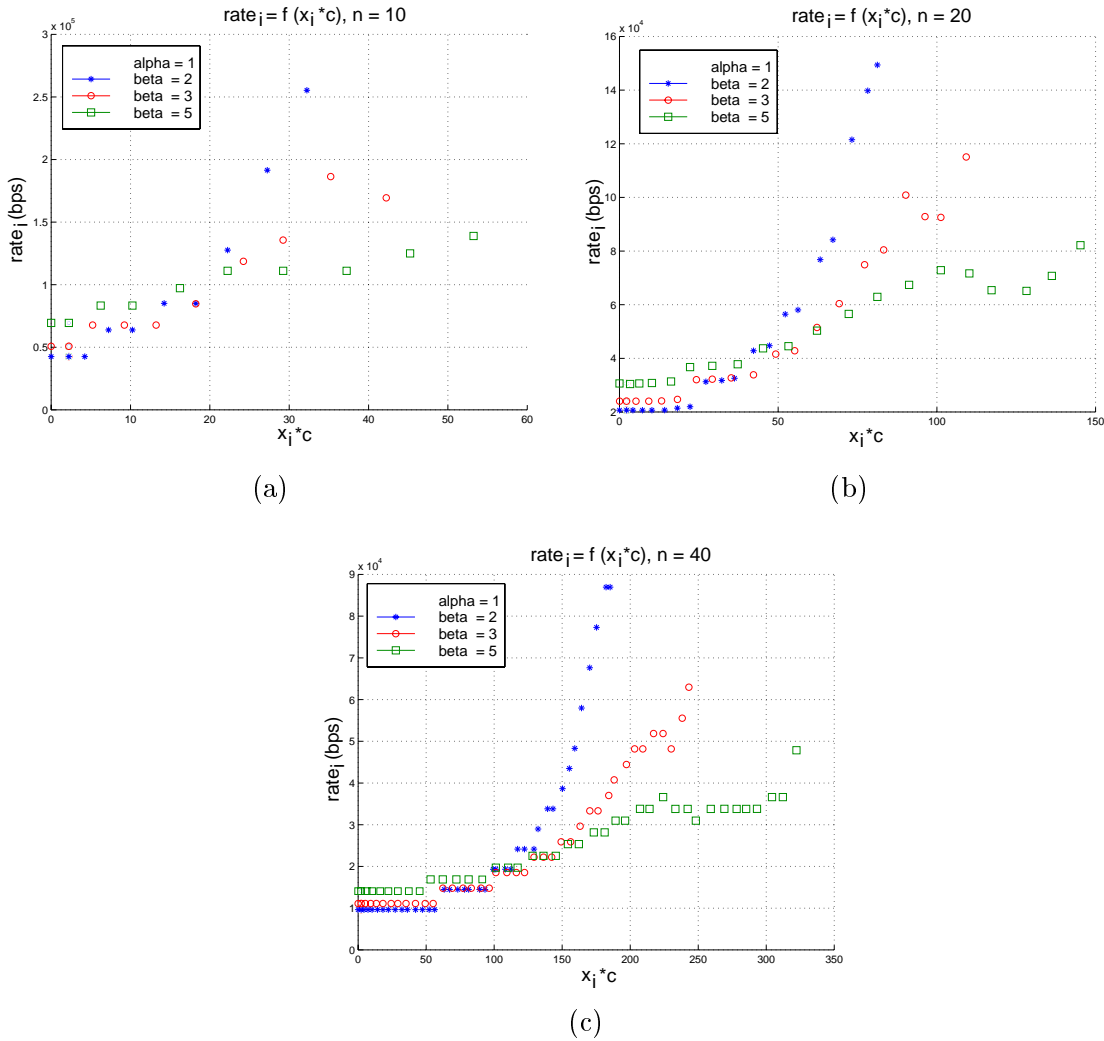 rate_i = f (x_i*c), n = 10
x 10^5
3
2.5
2
1.5
1
0.5
0
rate_i (bps)
alpha = 1
beta = 2
beta = 3
beta = 5
0 10 20 30 40 50 60
x_i*c
(a)
rate_i = f (x_i*c), n = 20
x 10^4
16
14
12
10
8
6
4
2
rate_i (bps)
alpha = 1
beta = 2
beta = 3
beta = 5
0 50 100 150
x_i*c
(b)
rate_i = f (x_i*c), n = 40
x 10^4
9
8
7
6
5
4
3
2
1
0
rate_i (bps)
alpha = 1
beta = 2
beta = 3
beta = 5
0 50 100 150 200 250 300 350
x_i*c
(c)